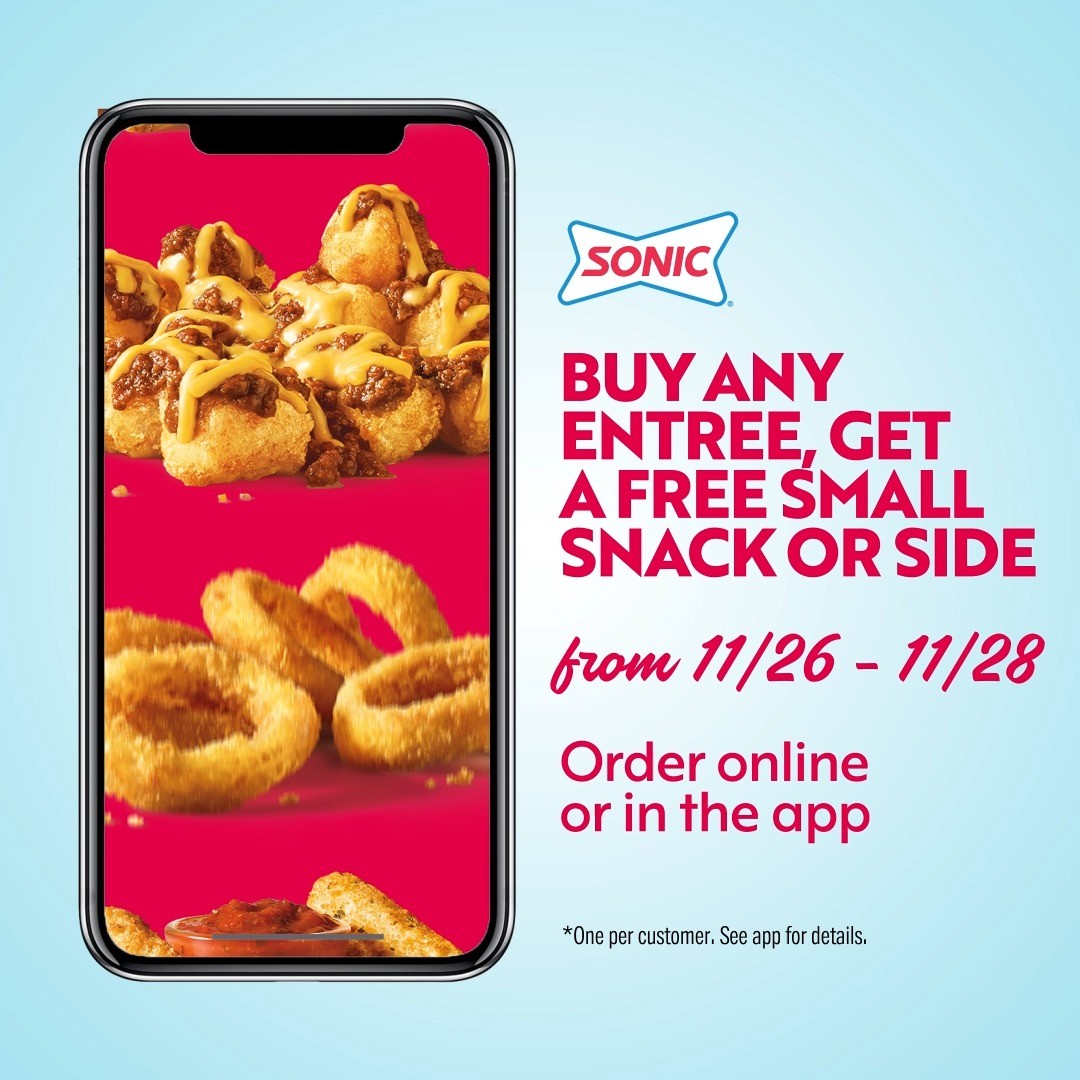 SONIC
BUY ANY
ENTREE, GET
A FREE SMALL
SNACK OR SIDE
from 11/26 - 11/28
Order online
or in the app
*One per customer. See app for details.